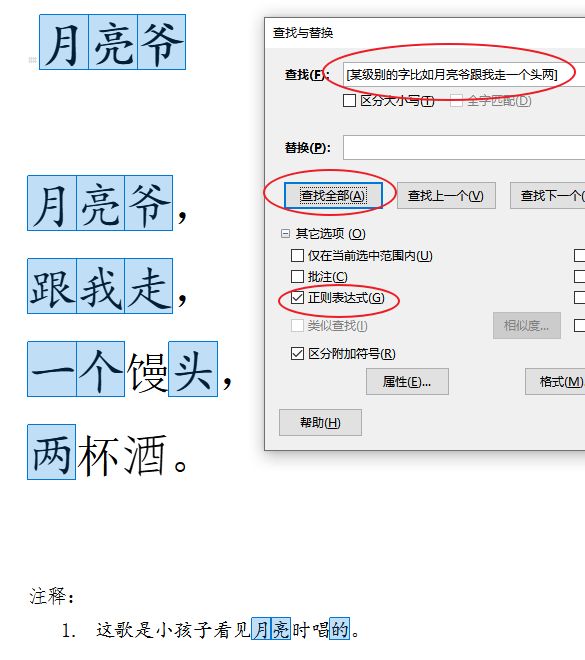 月亮爷
月亮爷，
跟我走，
一个馒头，
两杯酒。
注释：
1. 这歌是小孩子看见月亮时唱的。
查找与替换
查找(F): [某级别的字比如月亮爷跟我走一个头两]
区分大小写(T) 全字匹配(D)
替换(P):
查找全部(A) 查找上一个(V) 查找下一个(
其它选项 (O)
仅在当前选中范围内(U)
批注(C)
正则表达式(G)
类似查找(I) 相似度...
区分附加符号(R)
属性(E)... 格式(M)
帮助(H)